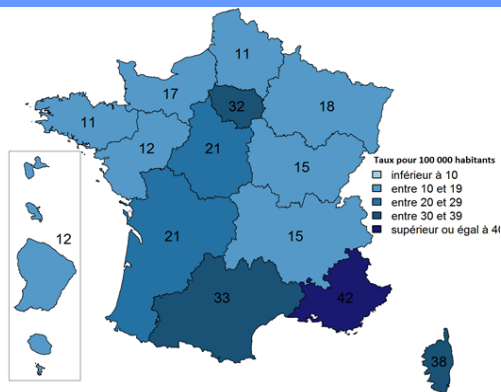 11
17
32
18
11
12
21
15
12
21
15
33
42
38
Taux pour 100 000 habitants
inférieur à 10
entre 10 et 19
entre 20 et 29
entre 30 et 39
supérieur ou égal à 40